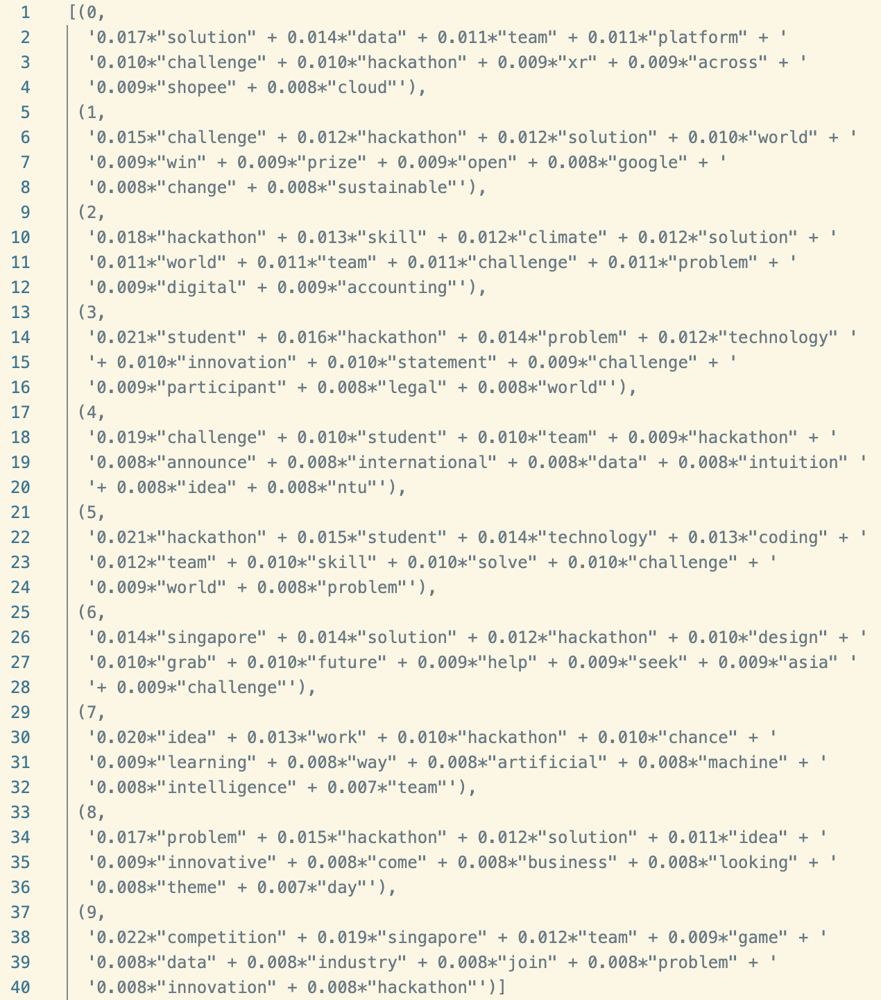 1 [(0,
2 '0.017*"solution" + 0.014*"data" + 0.011*"team" + 0.011*"platform" + '
3 '0.010*"challenge" + 0.010*"hackathon" + 0.009*"xr" + 0.009*"across" + '
4 '0.009*"shopee" + 0.008*"cloud"'),
5 (1,
6 '0.015*"challenge" + 0.012*"hackathon" + 0.012*"solution" + 0.010*"world" + '
7 '0.009*"win" + 0.009*"prize" + 0.009*"open" + 0.008*"google" + '
8 '0.008*"change" + 0.008*"sustainable"'),
9 (2,
10 '0.018*"hackathon" + 0.013*"skill" + 0.012*"climate" + 0.012*"solution" + '
11 '0.011*"world" + 0.011*"team" + 0.011*"challenge" + 0.011*"problem" + '
12 '0.009*"digital" + 0.009*"accounting"'),
13 (3,
14 '0.021*"student" + 0.016*"hackathon" + 0.014*"problem" + 0.012*"technology" '
15 '+ 0.010*"innovation" + 0.010*"statement" + 0.009*"challenge" + '
16 '0.009*"participant" + 0.008*"legal" + 0.008*"world"'),
17 (4,
18 '0.019*"challenge" + 0.010*"student" + 0.010*"team" + 0.009*"hackathon" + '
19 '0.008*"announce" + 0.008*"international" + 0.008*"data" + 0.008*"intuition" '
20 '+ 0.008*"idea" + 0.008*"ntu"'),
21 (5,
22 '0.021*"hackathon" + 0.015*"student" + 0.014*"technology" + 0.013*"coding" + '
23 '0.012*"team" + 0.010*"skill" + 0.010*"solve" + 0.010*"challenge" + '
24 '0.009*"world" + 0.008*"problem"'),
25 (6,
26 '0.014*"singapore" + 0.014*"solution" + 0.012*"hackathon" + 0.010*"design" + '
27 '0.010*"grab" + 0.010*"future" + 0.009*"help" + 0.009*"seek" + 0.009*"asia" '
28 '+ 0.009*"challenge"'),
29 (7,
30 '0.020*"idea" + 0.013*"work" + 0.010*"hackathon" + 0.010*"chance" + '
31 '0.009*"learning" + 0.008*"way" + 0.008*"artificial" + 0.008*"machine" + '
32 '0.008*"intelligence" + 0.007*"team"'),
33 (8,
34 '0.017*"problem" + 0.015*"hackathon" + 0.012*"solution" + 0.011*"idea" + '
35 '0.009*"innovative" + 0.008*"come" + 0.008*"business" + 0.008*"looking" + '
36 '0.008*"theme" + 0.007*"day"'),
37 (9,
38 '0.022*"competition" + 0.019*"singapore" + 0.012*"team" + 0.009*"game" + '
39 '0.008*"data" + 0.008*"industry" + 0.008*"join" + 0.008*"problem" + '
40 '0.008*"innovation" + 0.008*"hackathon"')]